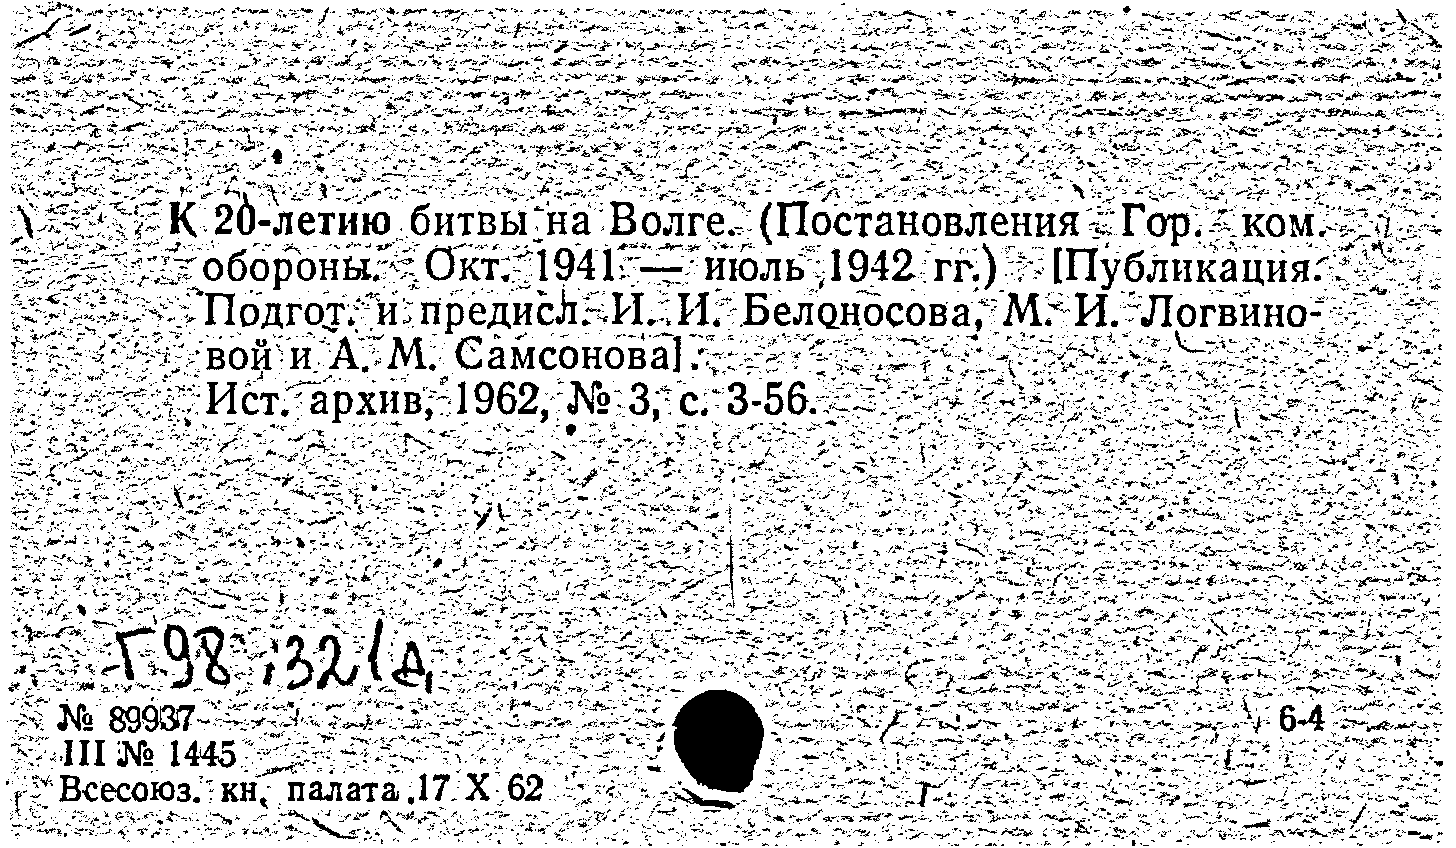 К 20-летию битвы на Волге. (Постановления Гор. ком.
обороны. Окт. 1941 — июль 1942 гг.) [Публикация.
Подгот. и предисл. И. И. Белоносова, М. И. Логвино-
вой и А. М. Самсонова].
Ист. архив, 1962, № 3, с. 3-56.
Г98 321д
№ 89937
III № 1445
6-4
Всесоюз. кн. палата 17 X 62